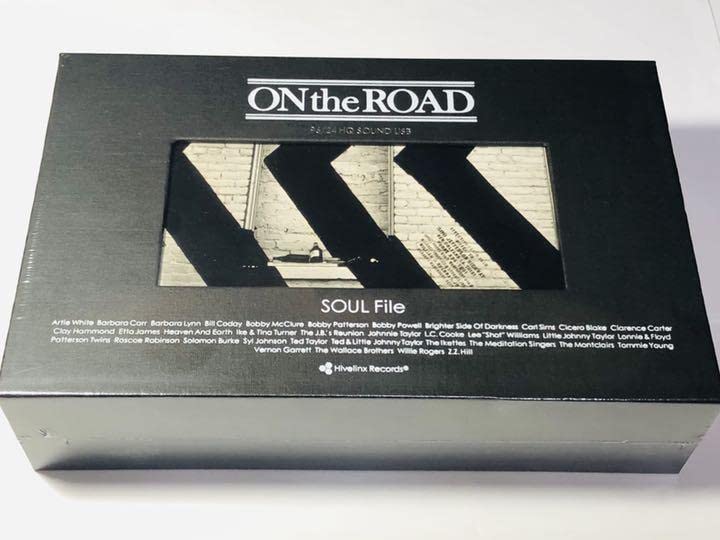 ON the ROAD
96/24 HQ SOUND USB
SOUL File
Artie White Barbara Carr Barbara Lynn Bill Coday Bobby McClure Bobby Patterson Bobby Powell Brighter Side Of Darkness Carl Sims Cicero Blake Clarence Carter
Clay Hammond Etta James Heaven And Earth Ike & Tina Turner The J.B.'s Reunion Johnnie Taylor L.C. Cooke Lee "Shot" Williams Little Johnny Taylor Lonnie & Floyd
Patterson Twins Roscoe Robinson Solomon Burke Syl Johnson Ted Taylor Ted & Little Johnny Taylor The Ikettes The Meditation Singers The Montclairs Tommie Young
Vernon Garrett The Wallace Brothers Willie Rogers Z.Z. Hill
Hivelinx Records®